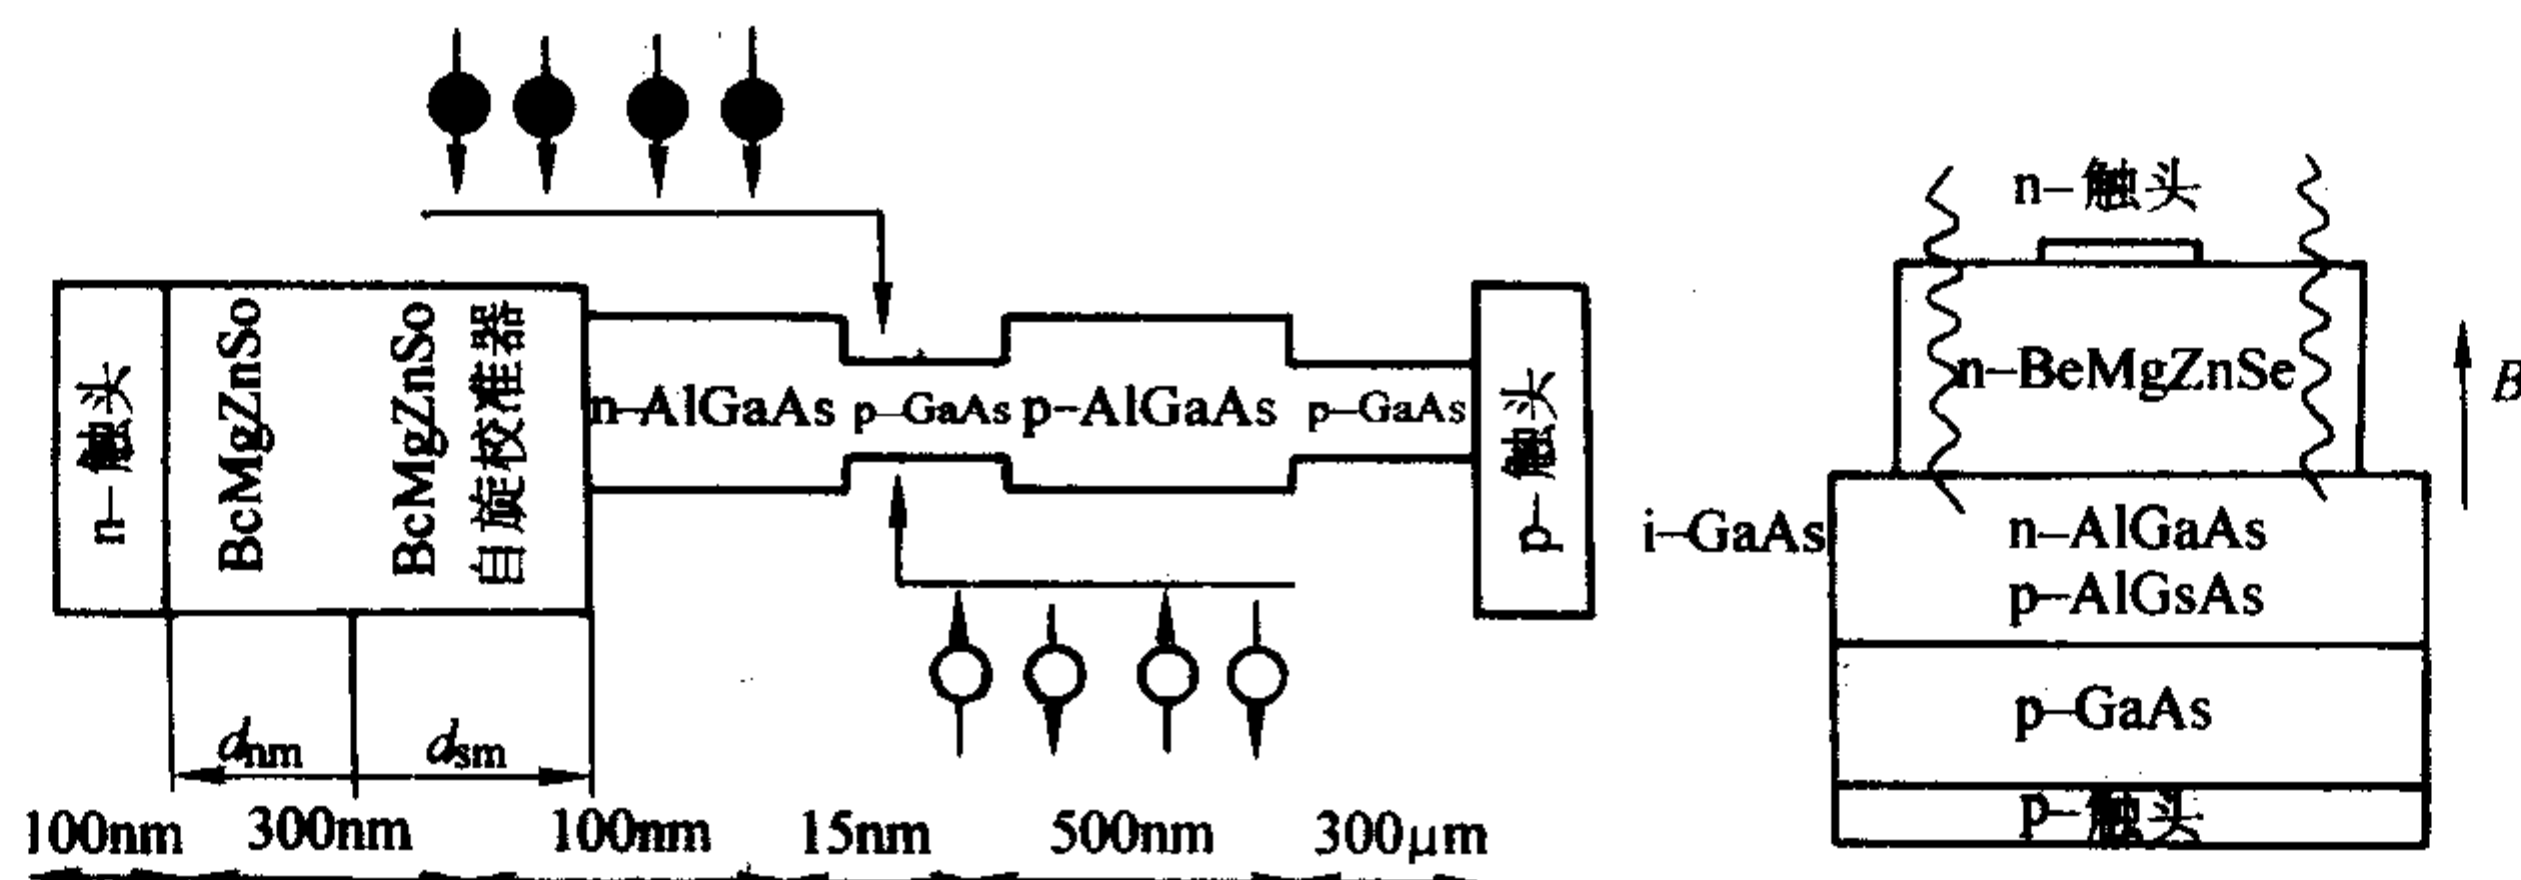 n-触头
BcMgZnSo
BcMgZnSo
自旋校准器
n-AlGaAs
p-GaAs
p-AlGaAs
p-GaAs
p-触头
dnm
dsm
100nm
300nm
100nm
15nm
500nm
300μm
n-触头
n-BeMgZnSe
B
i-GaAs
n-AlGaAs
p-AlGsAs
p-GaAs
p-触头